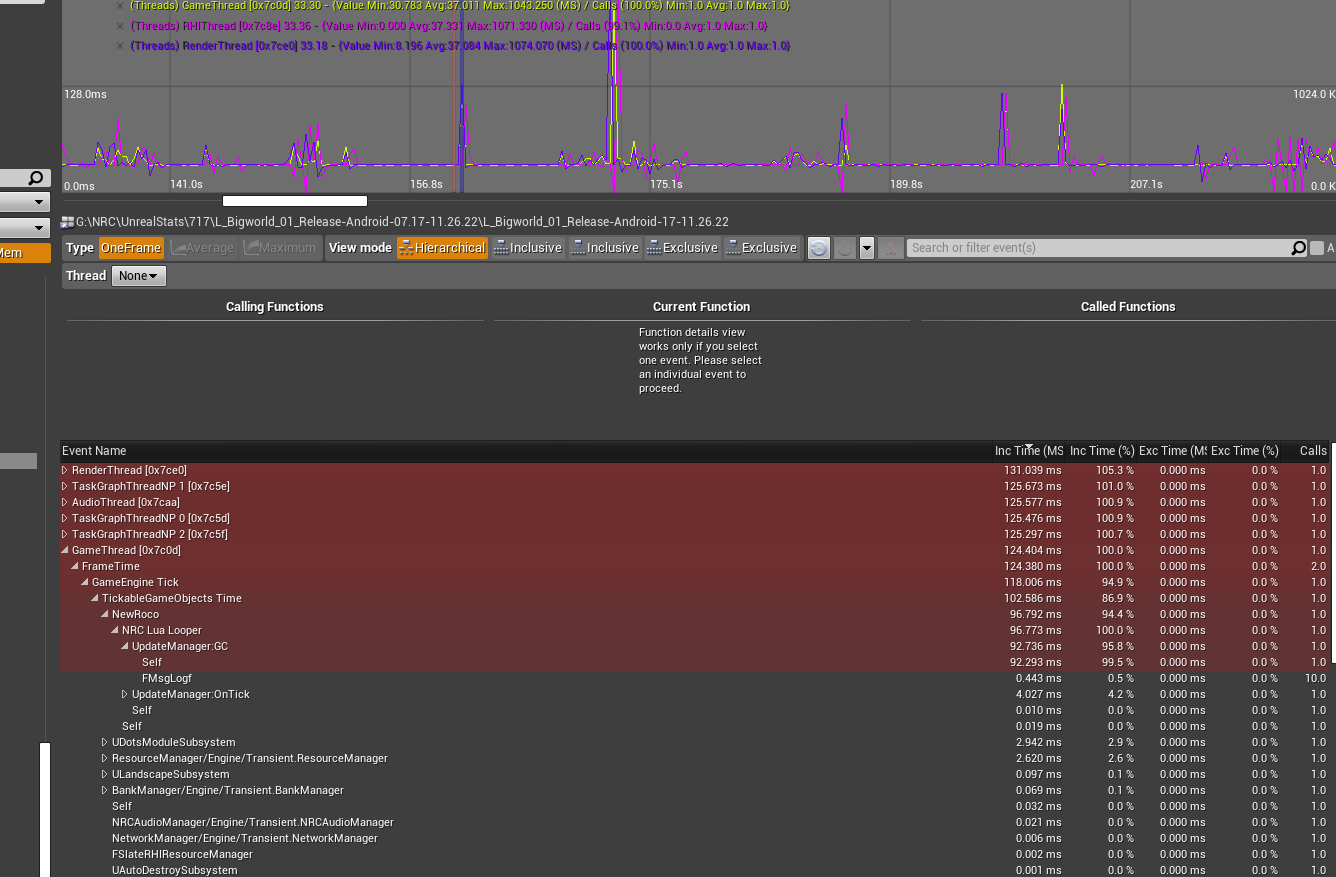 × (Threads) GameThread [0x7c0d] 33.30 - {Value Min:30.783 Avg:37.011 Max:1043.250 (MS) / Calls (100.0%) Min:1.0 Avg:1.0 Max:1.0}
× (Threads) RHIThread [0x7c8e] 33.36 - {Value Min:0.000 Avg:37.331 Max:1071.330 (MS) / Calls (99.1%) Min:0.0 Avg:1.0 Max:1.0}
× (Threads) RenderThread [0x7ce0] 33.18 - {Value Min:8.196 Avg:37.084 Max:1074.070 (MS) / Calls (100.0%) Min:1.0 Avg:1.0 Max:1.0}
128.0ms 1024.0 K
0.0ms 141.0s 156.8s 175.1s 189.8s 207.1s 0.0 K
G:\NRC\UnrealStats\717\L_Bigworld_01_Release-Android-07.17-11.26.22\L_Bigworld_01_Release-Android-17-11.26.22
Mem Type OneFrame Average Maximum View mode Hierarchical Inclusive Inclusive Exclusive Exclusive Search or filter event(s) A
Thread None
Calling Functions Current Function Called Functions
Function details view
works only if you select
one event. Please select
an individual event to
proceed.
Event Name Inc Time (MS Inc Time (%) Exc Time (MS Exc Time (%) Calls
RenderThread [0x7ce0] 131.039 ms 105.3 % 0.000 ms 0.0 % 1.0
TaskGraphThreadNP 1 [0x7c5e] 125.673 ms 101.0 % 0.000 ms 0.0 % 1.0
AudioThread [0x7caa] 125.577 ms 100.9 % 0.000 ms 0.0 % 1.0
TaskGraphThreadNP 0 [0x7c5d] 125.476 ms 100.9 % 0.000 ms 0.0 % 1.0
TaskGraphThreadNP 2 [0x7c5f] 125.297 ms 100.7 % 0.000 ms 0.0 % 1.0
GameThread [0x7c0d] 124.404 ms 100.0 % 0.000 ms 0.0 % 1.0
FrameTime 124.380 ms 100.0 % 0.000 ms 0.0 % 2.0
GameEngine Tick 118.006 ms 94.9 % 0.000 ms 0.0 % 1.0
TickableGameObjects Time 102.586 ms 86.9 % 0.000 ms 0.0 % 1.0
NewRoco 96.792 ms 94.4 % 0.000 ms 0.0 % 1.0
NRC Lua Looper 96.773 ms 100.0 % 0.000 ms 0.0 % 1.0
UpdateManager:GC 92.736 ms 95.8 % 0.000 ms 0.0 % 1.0
Self 92.293 ms 99.5 % 0.000 ms 0.0 % 1.0
FMsgLogf 0.443 ms 0.5 % 0.000 ms 0.0 % 10.0
UpdateManager:OnTick 4.027 ms 4.2 % 0.000 ms 0.0 % 1.0
Self 0.010 ms 0.0 % 0.000 ms 0.0 % 1.0
Self 0.019 ms 0.0 % 0.000 ms 0.0 % 1.0
UDotsModuleSubsystem 2.942 ms 2.9 % 0.000 ms 0.0 % 1.0
ResourceManager/Engine/Transient.ResourceManager 2.620 ms 2.6 % 0.000 ms 0.0 % 1.0
ULandscapeSubsystem 0.097 ms 0.1 % 0.000 ms 0.0 % 1.0
BankManager/Engine/Transient.BankManager 0.069 ms 0.1 % 0.000 ms 0.0 % 1.0
Self 0.032 ms 0.0 % 0.000 ms 0.0 % 1.0
NRCAudioManager/Engine/Transient.NRCAudioManager 0.021 ms 0.0 % 0.000 ms 0.0 % 1.0
NetworkManager/Engine/Transient.NetworkManager 0.006 ms 0.0 % 0.000 ms 0.0 % 1.0
FSlateRHIResourceManager 0.002 ms 0.0 % 0.000 ms 0.0 % 1.0
UAutoDestroySubsystem 0.001 ms 0.0 % 0.000 ms 0.0 % 1.0